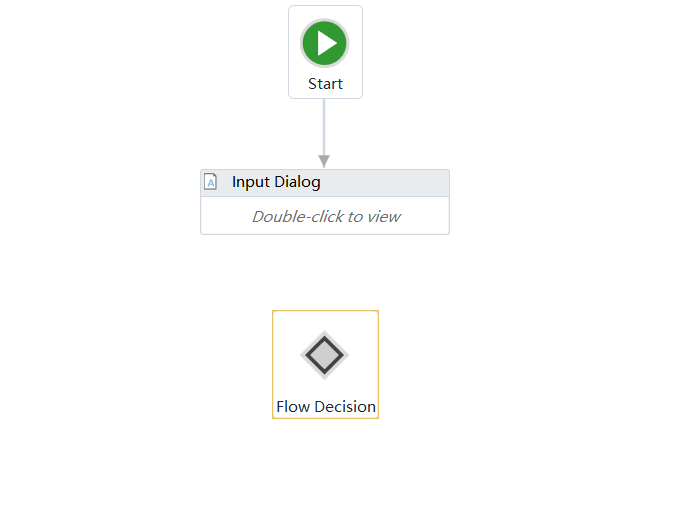 Start
Input Dialog
Double-click to view
Flow Decision